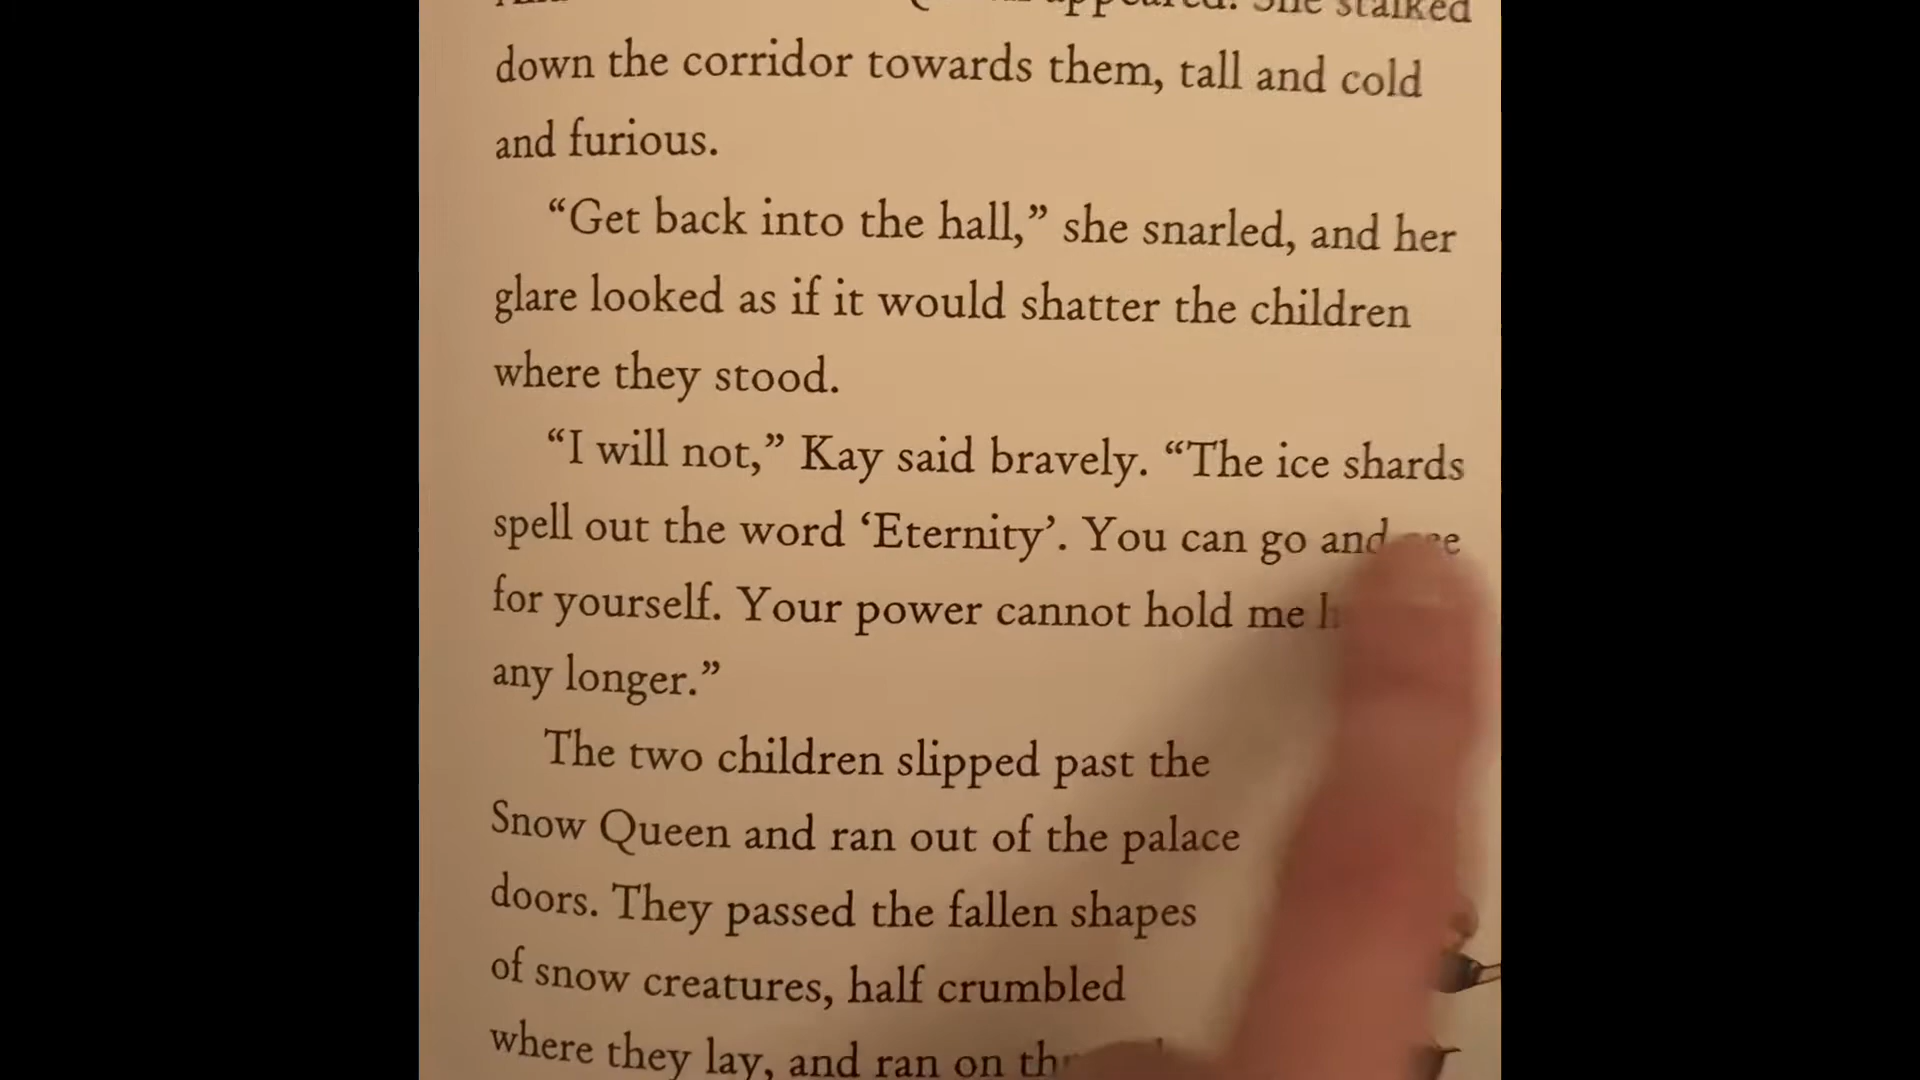 appeared. She stalked
down the corridor towards them, tall and cold
and furious.
“Get back into the hall,” she snarled, and her
glare looked as if it would shatter the children
where they stood.
“I will not,” Kay said bravely. “The ice shards
spell out the word ‘Eternity’. You can go and
for yourself. Your power cannot hold me
any longer.”
The two children slipped past the
Snow Queen and ran out of the palace
doors. They passed the fallen shapes
of snow creatures, half crumbled
where they lay, and ran on